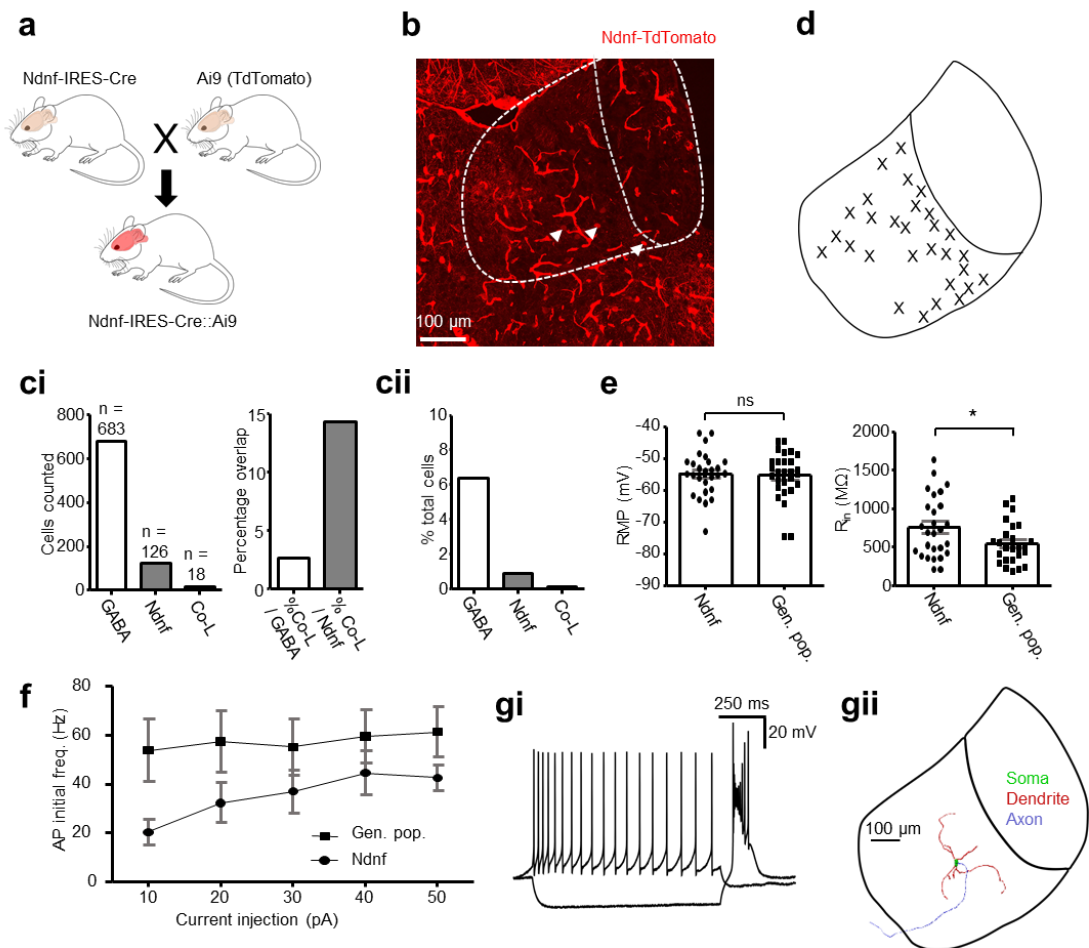 a
Ndnf-IRES-Cre
Ai9 (TdTomato)
X
Ndnf-IRES-Cre::Ai9
b
Ndnf-TdTomato
100 µm
d
X X X X X X X X X X X X X X X X X X X X X X X X X X X
ci
Cells counted
800
600
400
200
0
n =
683
n =
126
n =
18
GABA
Ndnf
Co-L
Percentage overlap
15
10
5
0
%Co-L
/ GABA
% Co-L
/ Ndnf
cii
% total cells
10
8
6
4
2
0
GABA
Ndnf
Co-L
e
RMP (mV)
-40
-50
-60
-70
-80
-90
ns
Ndnf
Gen. pop.
Rin (MΩ)
2000
1500
1000
500
0
*
Ndnf
Gen. pop.
f
AP initial freq. (Hz)
80
60
40
20
0
Gen. pop.
Ndnf
10 20 30 40 50
Current injection (pA)
gi
250 ms
20 mV
gii
Soma
Dendrite
Axon
100 µm